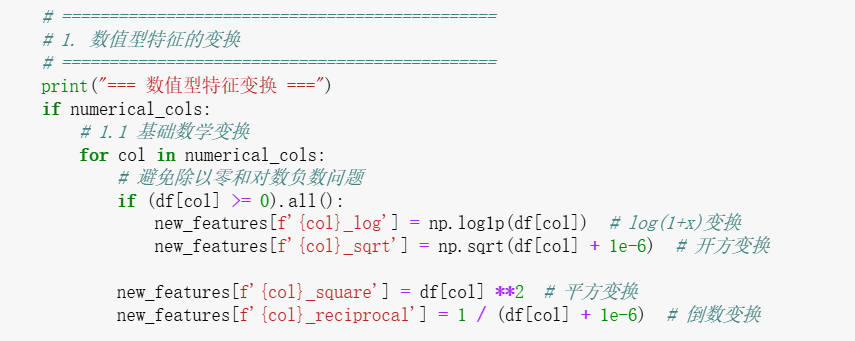 # ==============================================
# 1. 数值型特征的变换
# ==============================================
print("=== 数值型特征变换 ===")
if numerical_cols:
    # 1.1 基础数学变换
    for col in numerical_cols:
        # 避免除以零和对数负数问题
        if (df[col] >= 0).all():
            new_features[f'{col}_log'] = np.log1p(df[col])  # log(1+x)变换
            new_features[f'{col}_sqrt'] = np.sqrt(df[col] + 1e-6)  # 开方变换

        new_features[f'{col}_square'] = df[col] **2  # 平方变换
        new_features[f'{col}_reciprocal'] = 1 / (df[col] + 1e-6)  # 倒数变换